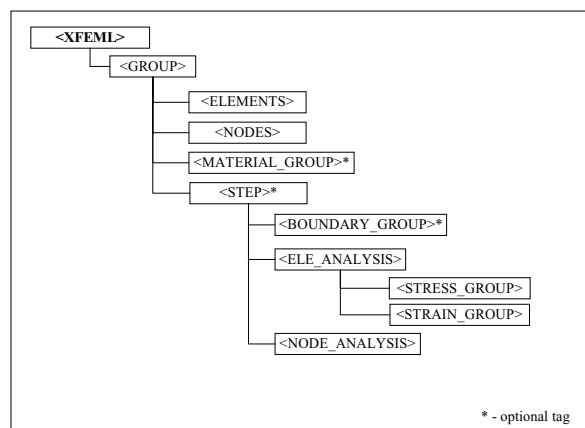 <XFEML>
<GROUP>
<ELEMENTS>
<NODES>
<MATERIAL_GROUP>*
<STEP>*
<BOUNDARY_GROUP>*
<ELE_ANALYSIS>
<STRESS_GROUP>
<STRAIN_GROUP>
<NODE_ANALYSIS>
* - optional tag